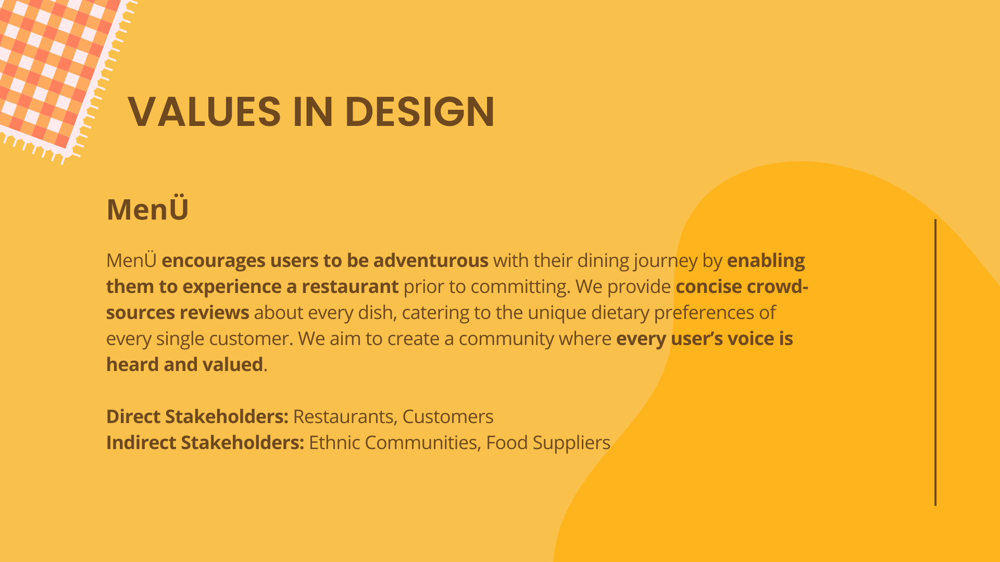 VALUES IN DESIGN
MenÜ
MenÜ encourages users to be adventurous with their dining journey by enabling
them to experience a restaurant prior to committing. We provide concise crowd-
sources reviews about every dish, catering to the unique dietary preferences of
every single customer. We aim to create a community where every user’s voice is
heard and valued.
Direct Stakeholders: Restaurants, Customers
Indirect Stakeholders: Ethnic Communities, Food Suppliers